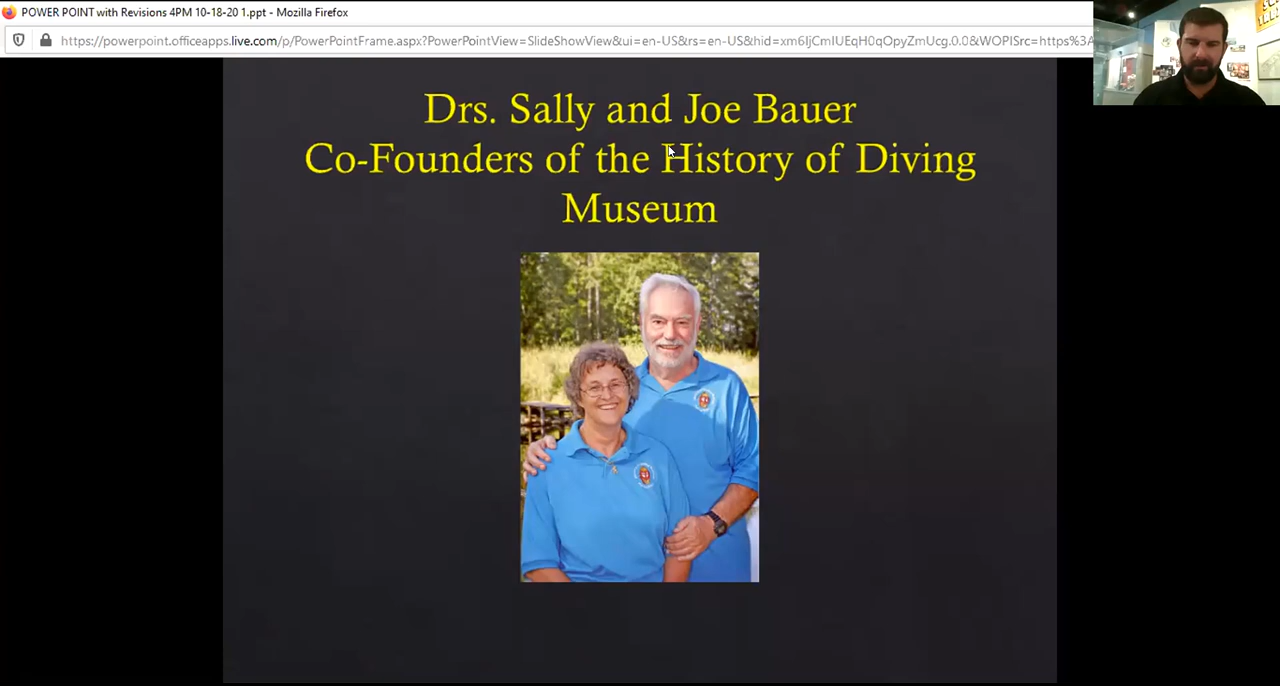 POWER POINT with Revisions 4PM 10-18-20 1.ppt - Mozilla Firefox
https://powerpoint.officeapps.live.com/p/PowerPointFrame.aspx?PowerPointView=SlideShowView&ui=en-US&rs=en-US&hid=xm6IjCmIUEqH0qOpyZmUcg.0.0&WOPISrc=https%3A
Drs. Sally and Joe Bauer
Co-Founders of the History of Diving
Museum